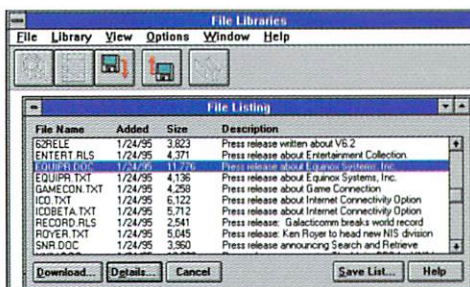 File Libraries
File Library View Options Window Help
File Listing
File Name Added Size Description
62RELE 1/24/95 3,823 Press release written about V6.2
ENTERT.RLS 1/24/95 4,371 Press release about Entertainment Collection
EQUIPR.DOC 1/24/95 11,776 Press release about Equinox Systems, Inc.
EQUIPR.TXT 1/24/95 4,136 Press release about Equinox Systems, Inc.
GAMECON.TXT 1/24/95 4,258 Press release about Game Connection
ICO.TXT 1/24/95 6,122 Press release about Internet Connectivity Option
ICOBETA.TXT 1/24/95 5,712 Press release about Internet Connectivity Option
RECORD.RLS 1/24/95 2,541 Press release: Galacticomm breaks world record
ROYER.TXT 1/24/95 5,045 Press release: Ken Royer to head new NIS division
SNR.DOC 1/24/95 3,960 Press release announcing Search and Retrieve
Download... Details... Cancel Save List... Help